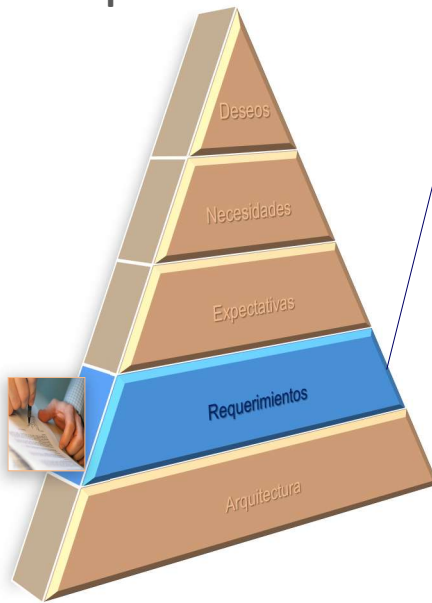 Deseos
Necesidades
Expectativas
Requerimientos
Arquitectura